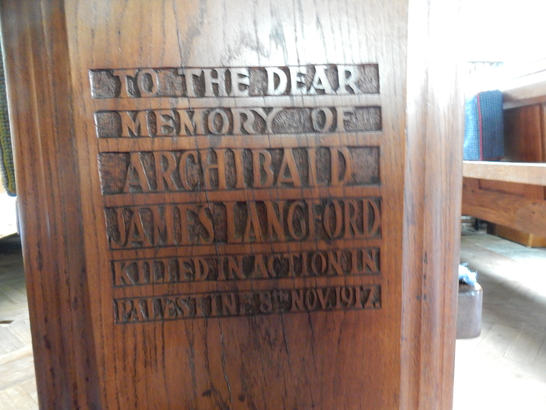 TO THE DEAR
MEMORY OF
ARCHIBALD
JAMES LANGFORD
KILLED IN ACTION IN
PALESTINE 8TH NOV. 1917.